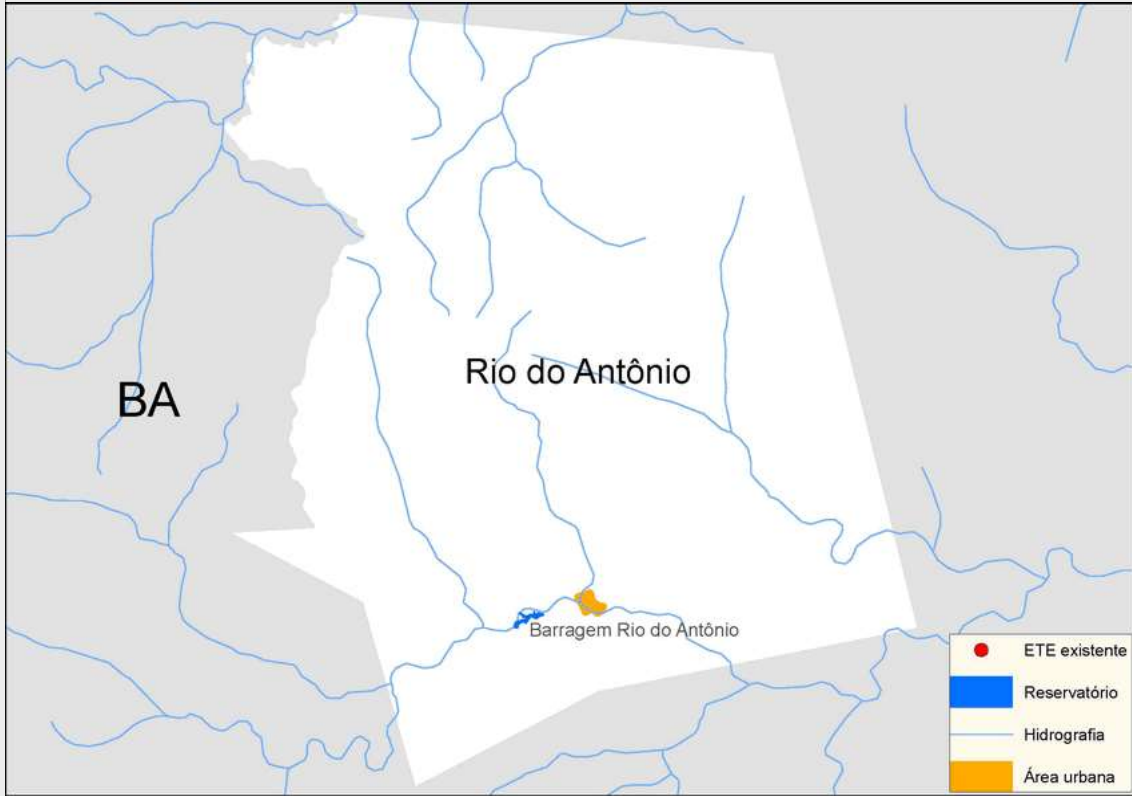 Rio do Antônio
BA
Barragem Rio do Antônio
ETE existente
Reservatório
Hidrografia
Área urbana